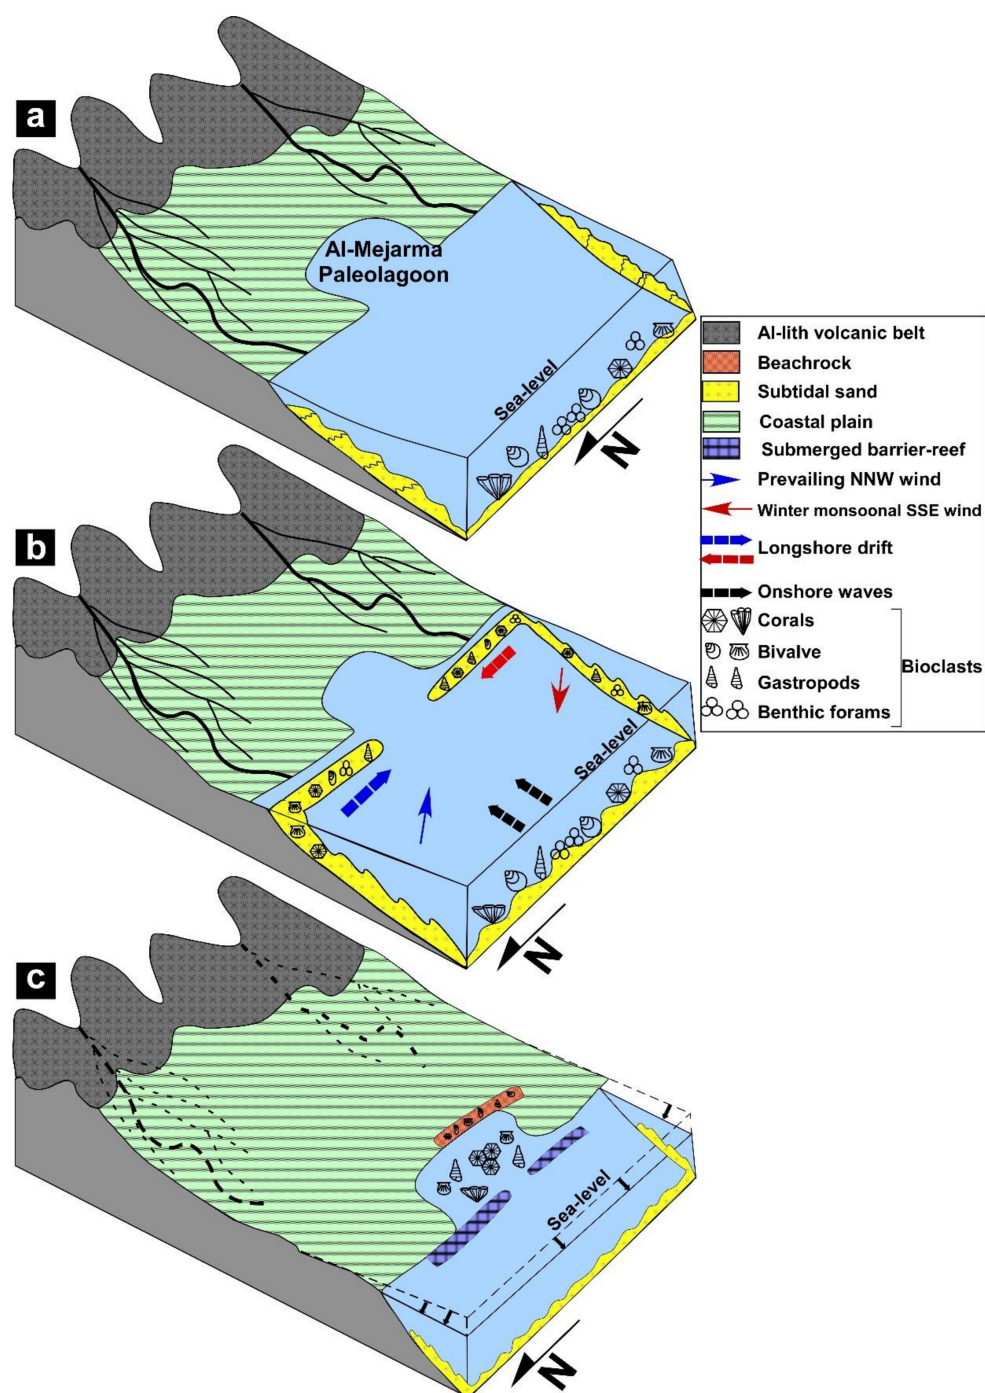 a
Al-Mejarma
Paleolagoon
Sea-level
N
Al-lith volcanic belt
Beachrock
Subtidal sand
Coastal plain
Submerged barrier-reef
Prevailing NNW wind
Winter monsoonal SSE wind
Longshore drift
Onshore waves
Corals
Bivalve
Gastropods
Benthic forams
Bioclasts
b
Sea-level
N
c
Sea-level
N